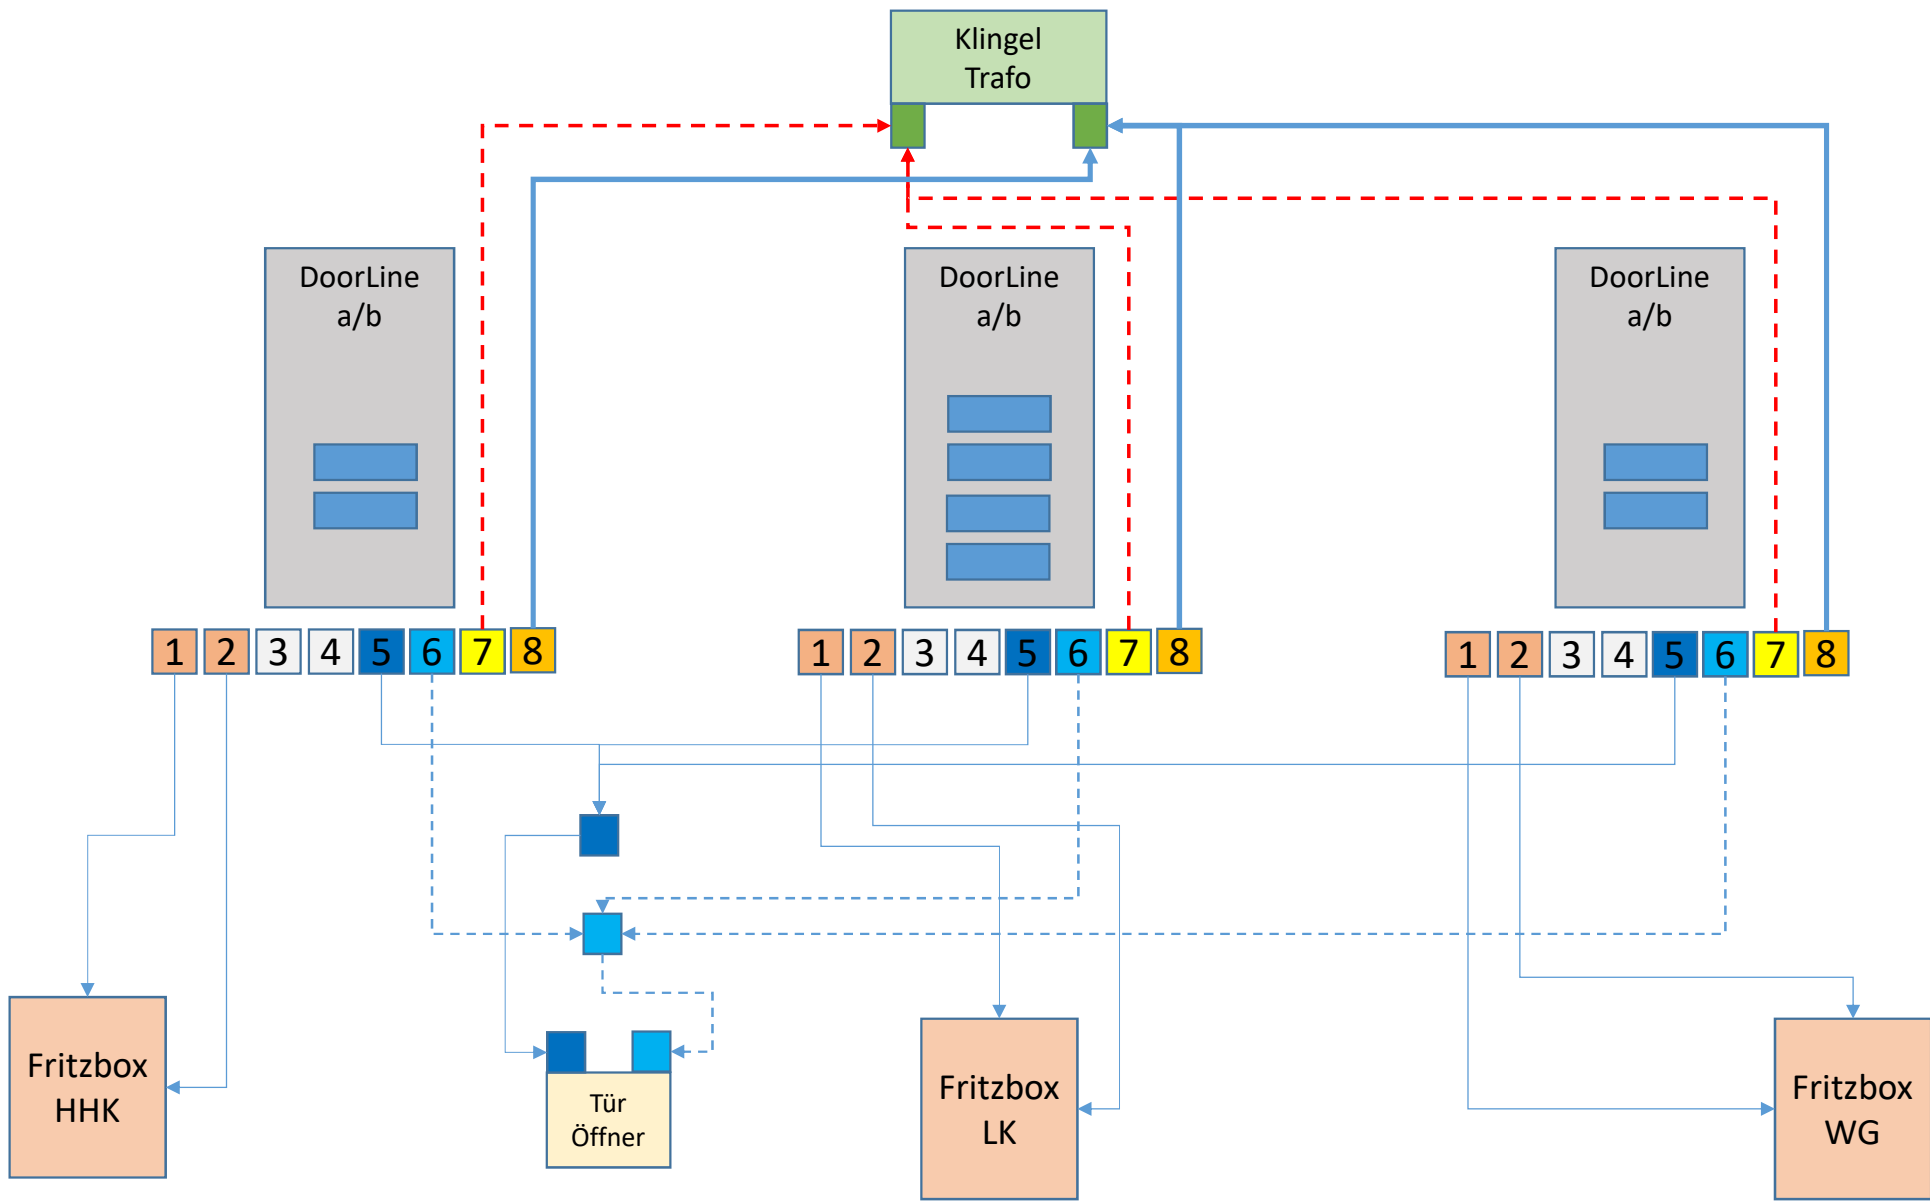 Klingel
Trafo
DoorLine
a/b
DoorLine
a/b
DoorLine
a/b
1 2 3 4 5 6 7 8
1 2 3 4 5 6 7 8
1 2 3 4 5 6 7 8
Fritzbox
HHK
Tür
Öffner
Fritzbox
LK
Fritzbox
WG